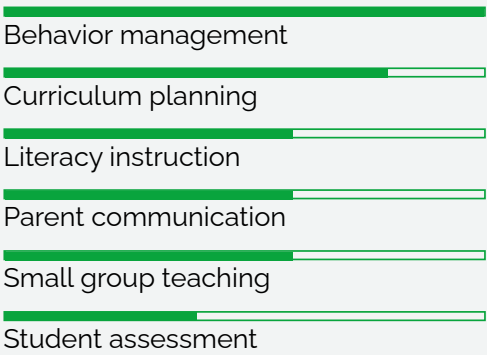 Behavior management
Curriculum planning
Literacy instruction
Parent communication
Small group teaching
Student assessment